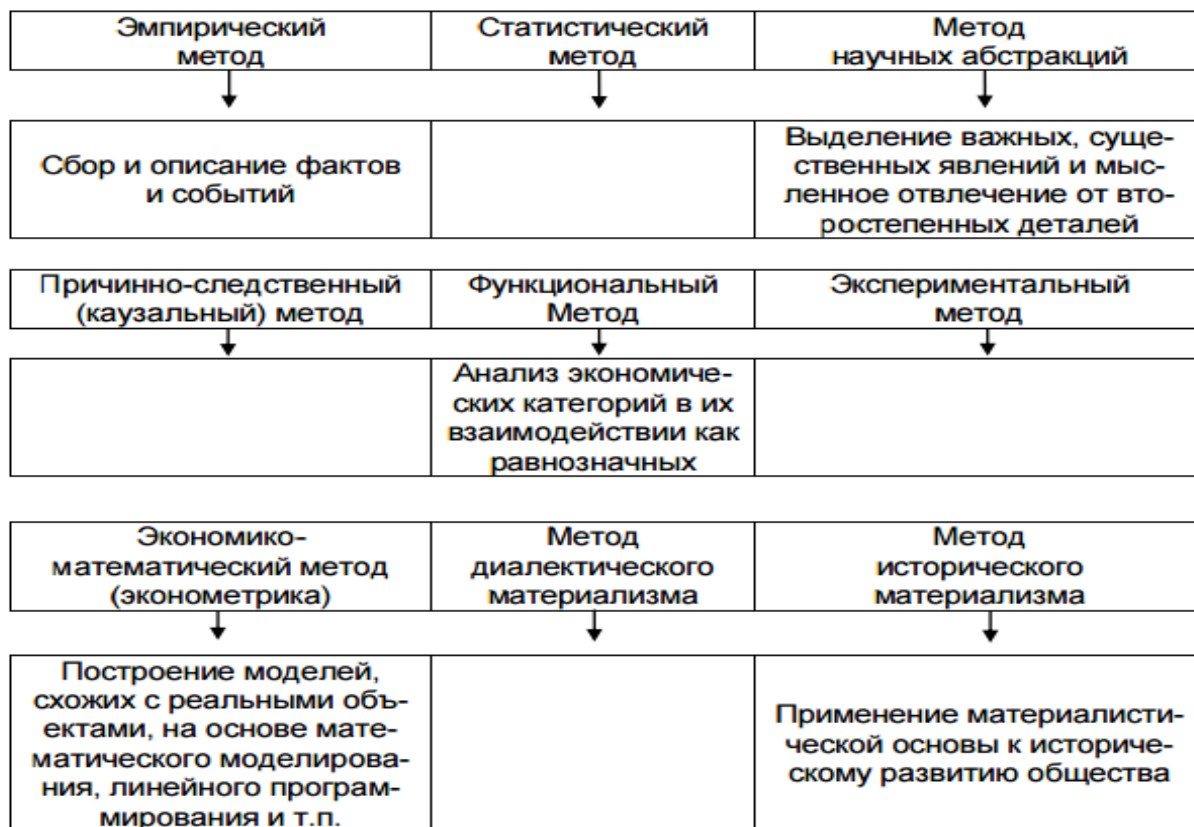 Эмпирический
метод
Статистический
метод
Метод
научных абстракций
Сбор и описание фактов
и событий
Выделение важных, суще-
ственных явлений и мыс-
ленное отвлечение от вто-
ростепенных деталей
Причинно-следственный
(каузальный) метод
Функциональный
Метод
Экспериментальный
метод
Анализ экономиче-
ских категорий в их
взаимодействии как
равнозначных
Экономико-
математический метод
(эконометрика)
Метод
диалектического
материализма
Метод
исторического
материализма
Построение моделей,
схожих с реальными объ-
ектами, на основе мате-
матического моделирова-
ния, линейного програм-
мирования и т.п.
Применение материалисти-
ческой основы к историче-
скому развитию общества